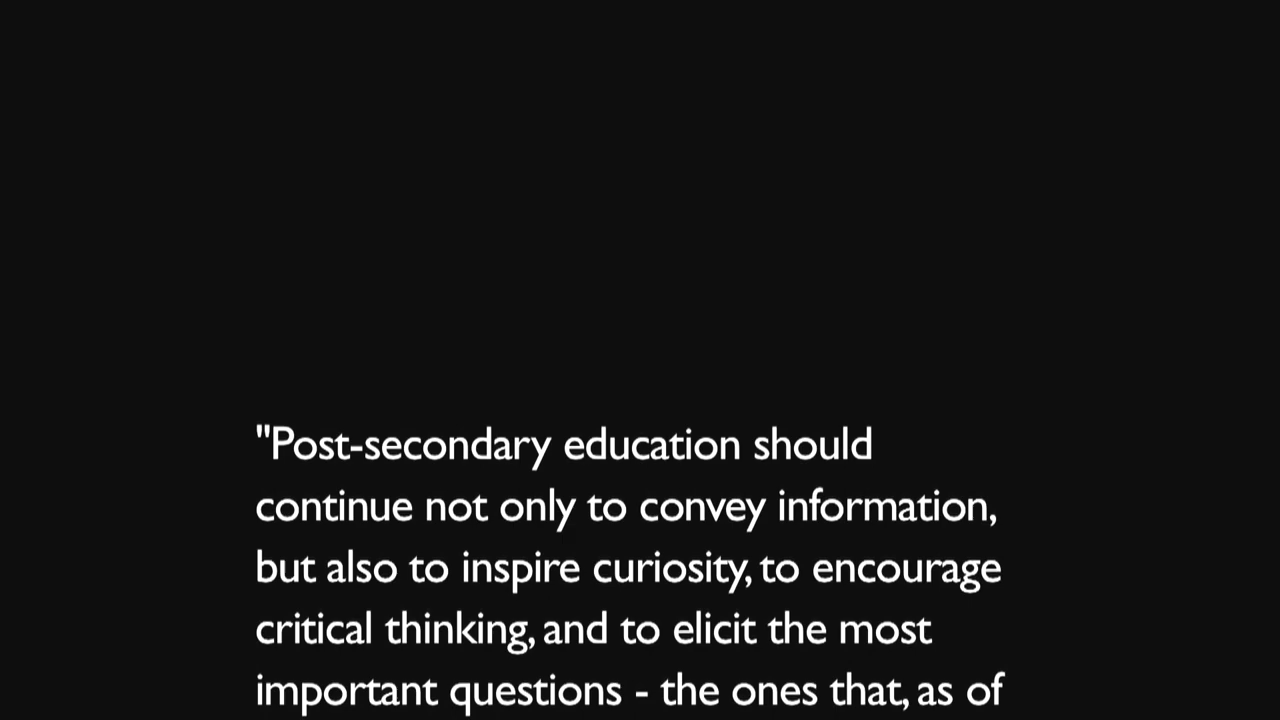 "Post-secondary education should
continue not only to convey information,
but also to inspire curiosity, to encourage
critical thinking, and to elicit the most
important questions - the ones that, as of